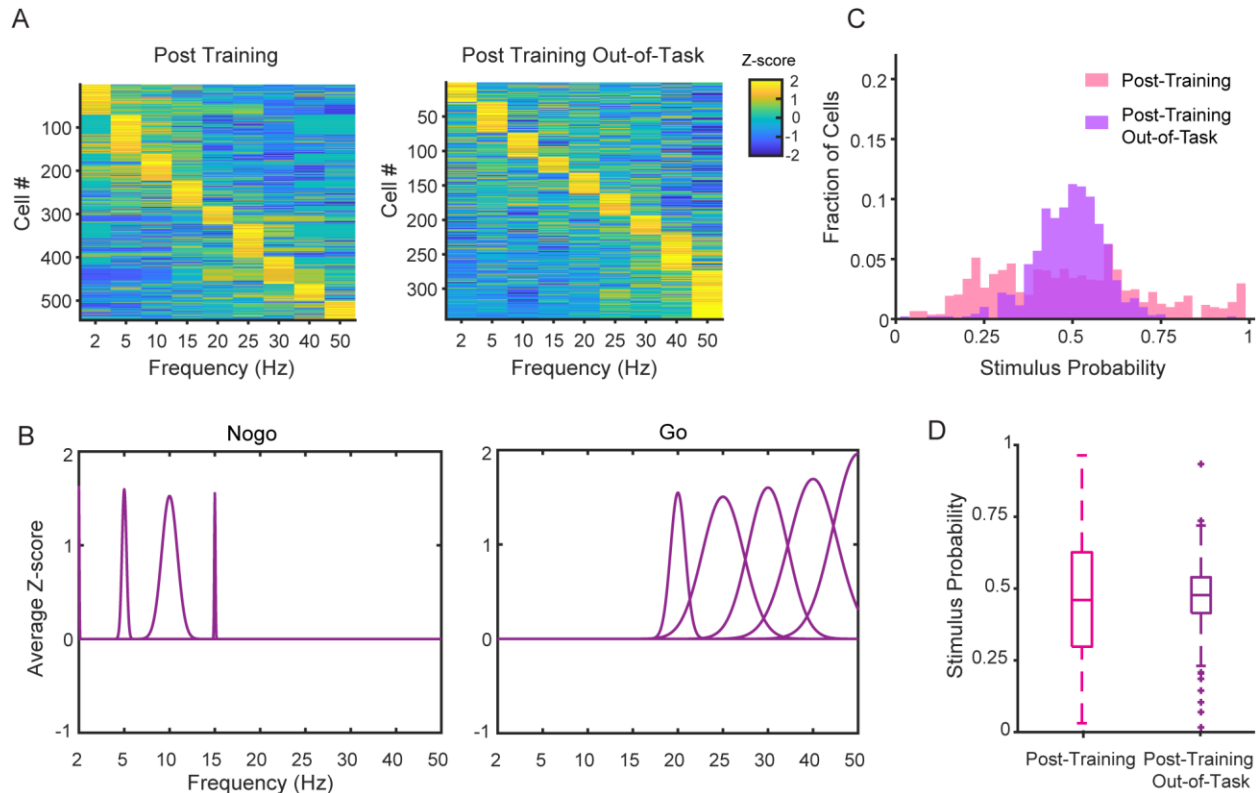 A
Post Training
Cell #
100
200
300
400
500
2 5 10 15 20 25 30 40 50
Frequency (Hz)
Post Training Out-of-Task
Cell #
50
100
150
200
250
300
2 5 10 15 20 25 30 40 50
Frequency (Hz)
Z-score
2
1
0
-1
-2
C
Fraction of Cells
0.2
0.15
0.1
0.05
0
0 0.25 0.5 0.75 1
Stimulus Probability
Post-Training
Post-Training
Out-of-Task
B
Nogo
Average Z-score
2
1
0
-1
2 5 10 15 20 25 30 40 50
Frequency (Hz)
Go
2
1
0
-1
2 5 10 15 20 25 30 40 50
Frequency (Hz)
D
Stimulus Probability
1
0.75
0.5
0.25
0
Post-Training
Post-Training
Out-of-Task